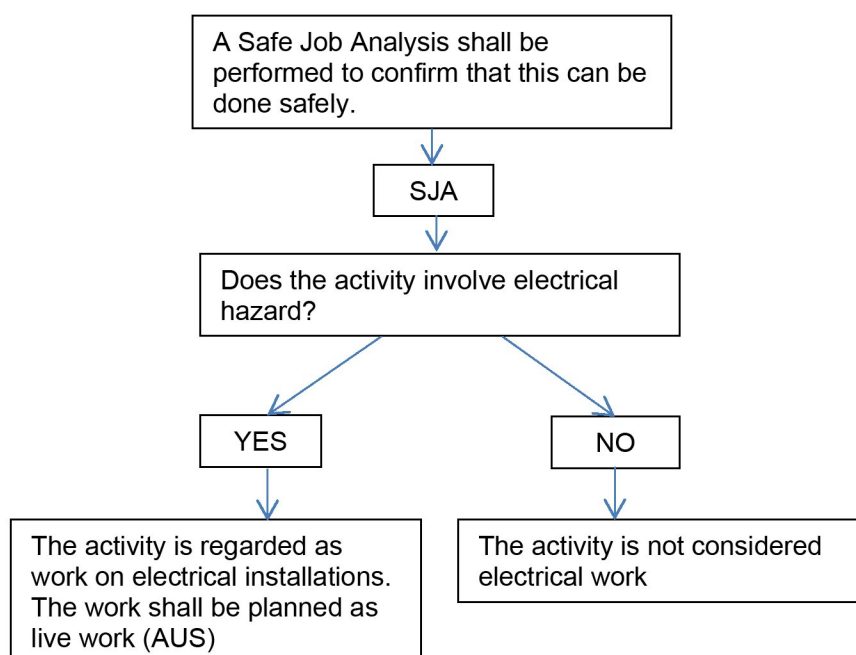 A Safe Job Analysis shall be
performed to confirm that this can be
done safely.
SJA
Does the activity involve electrical
hazard?
YES
NO
The activity is regarded as
work on electrical installations.
The work shall be planned as
live work (AUS)
The activity is not considered
electrical work